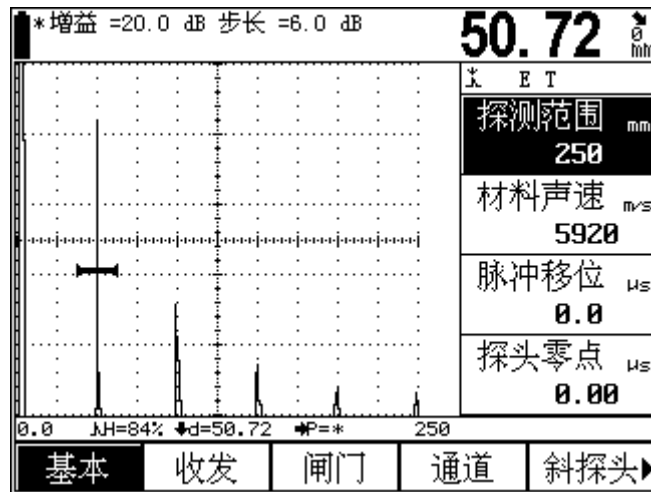 *增益 =20.0 dB 步长 =6.0 dB
50.72 mm
E T
探测范围 mm
250
材料声速 m/s
5920
脉冲移位 µs
0.0
探头零点 µs
0.00
0.0 H=84% d=50.72 P=* 250
基本 收发 闸门 通道 斜探头